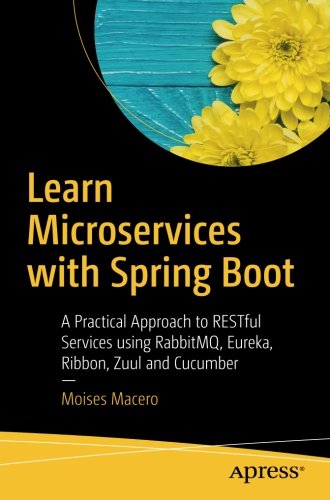 Learn
Microservices
with Spring Boot
A Practical Approach to RESTful
Services using RabbitMQ, Eureka,
Ribbon, Zuul and Cucumber
—
Moises Macero
Apress®